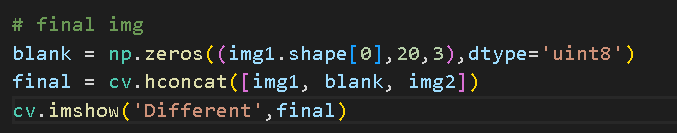 # final img
blank = np.zeros((img1.shape[0],20,3),dtype='uint8')
final = cv.hconcat([img1, blank, img2])
cv.imshow('Different',final)